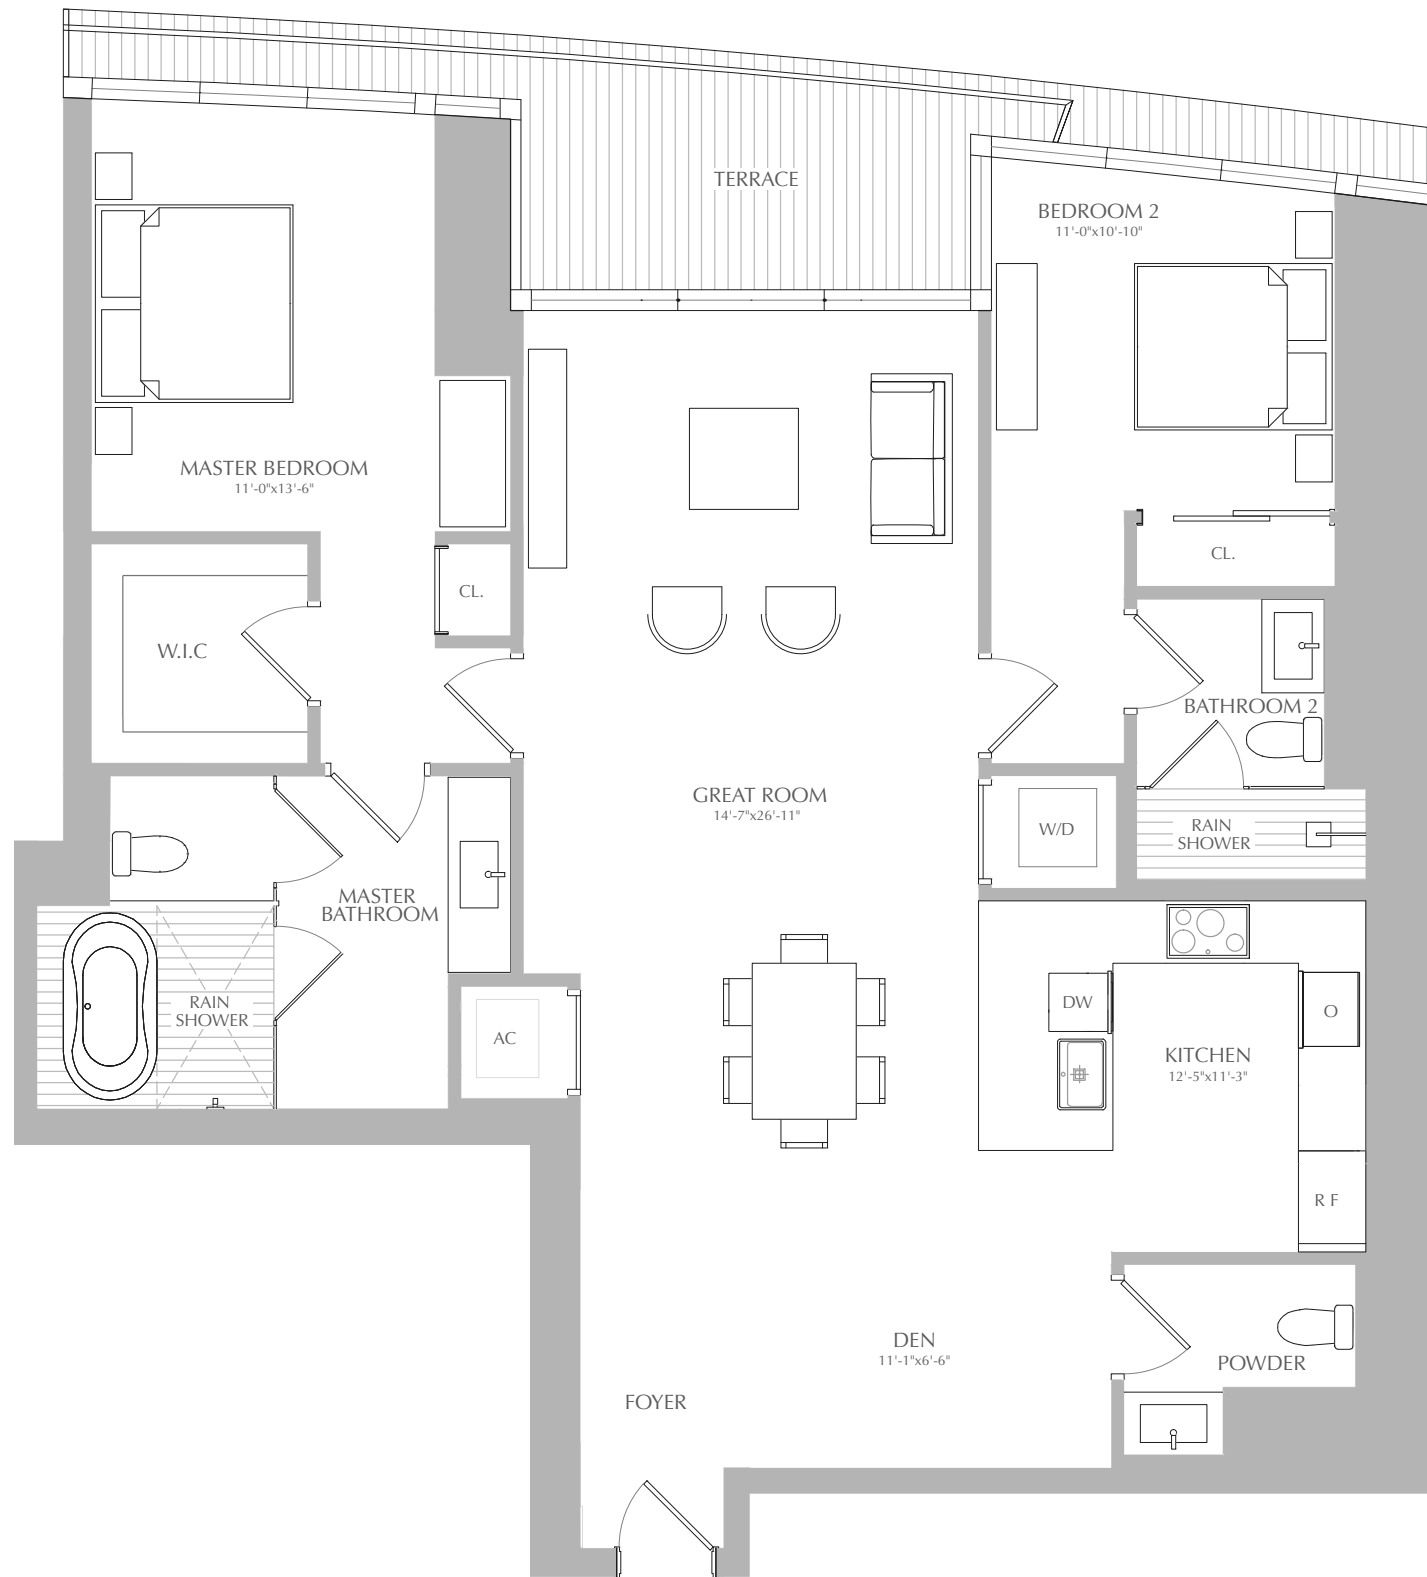 TERRACE
BEDROOM 2
11'-0"x10'-10"
MASTER BEDROOM
11'-0"x13'-6"
CL.
CL.
W.I.C
BATHROOM 2
GREAT ROOM
14'-7"x26'-11"
W/D
RAIN
SHOWER
MASTER
BATHROOM
RAIN
SHOWER
AC
DW
O
KITCHEN
12'-5"x11'-3"
R F
DEN
11'-1"x6'-6"
POWDER
FOYER